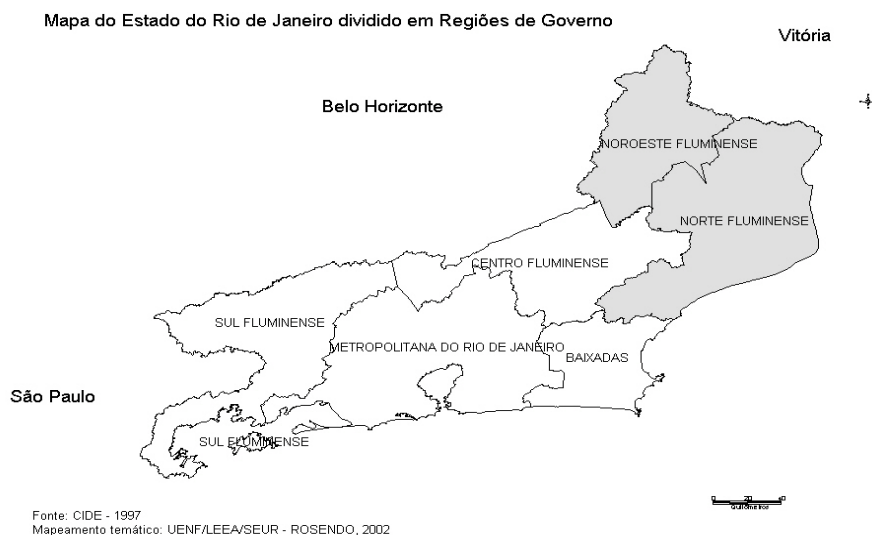 Mapa do Estado do Rio de Janeiro dividido em Regiões de Governo
Vitória
Belo Horizonte
NOROESTE FLUMINENSE
NORTE FLUMINENSE
CENTRO FLUMINENSE
SUL FLUMINENSE
METROPOLITANA DO RIO DE JANEIRO
BAIXADAS
São Paulo
SUL FLUMINENSE
Quilômetros
Fonte: CIDE - 1997
Mapeamento temático: UENF/LEEA/SEUR - ROSENDO, 2002